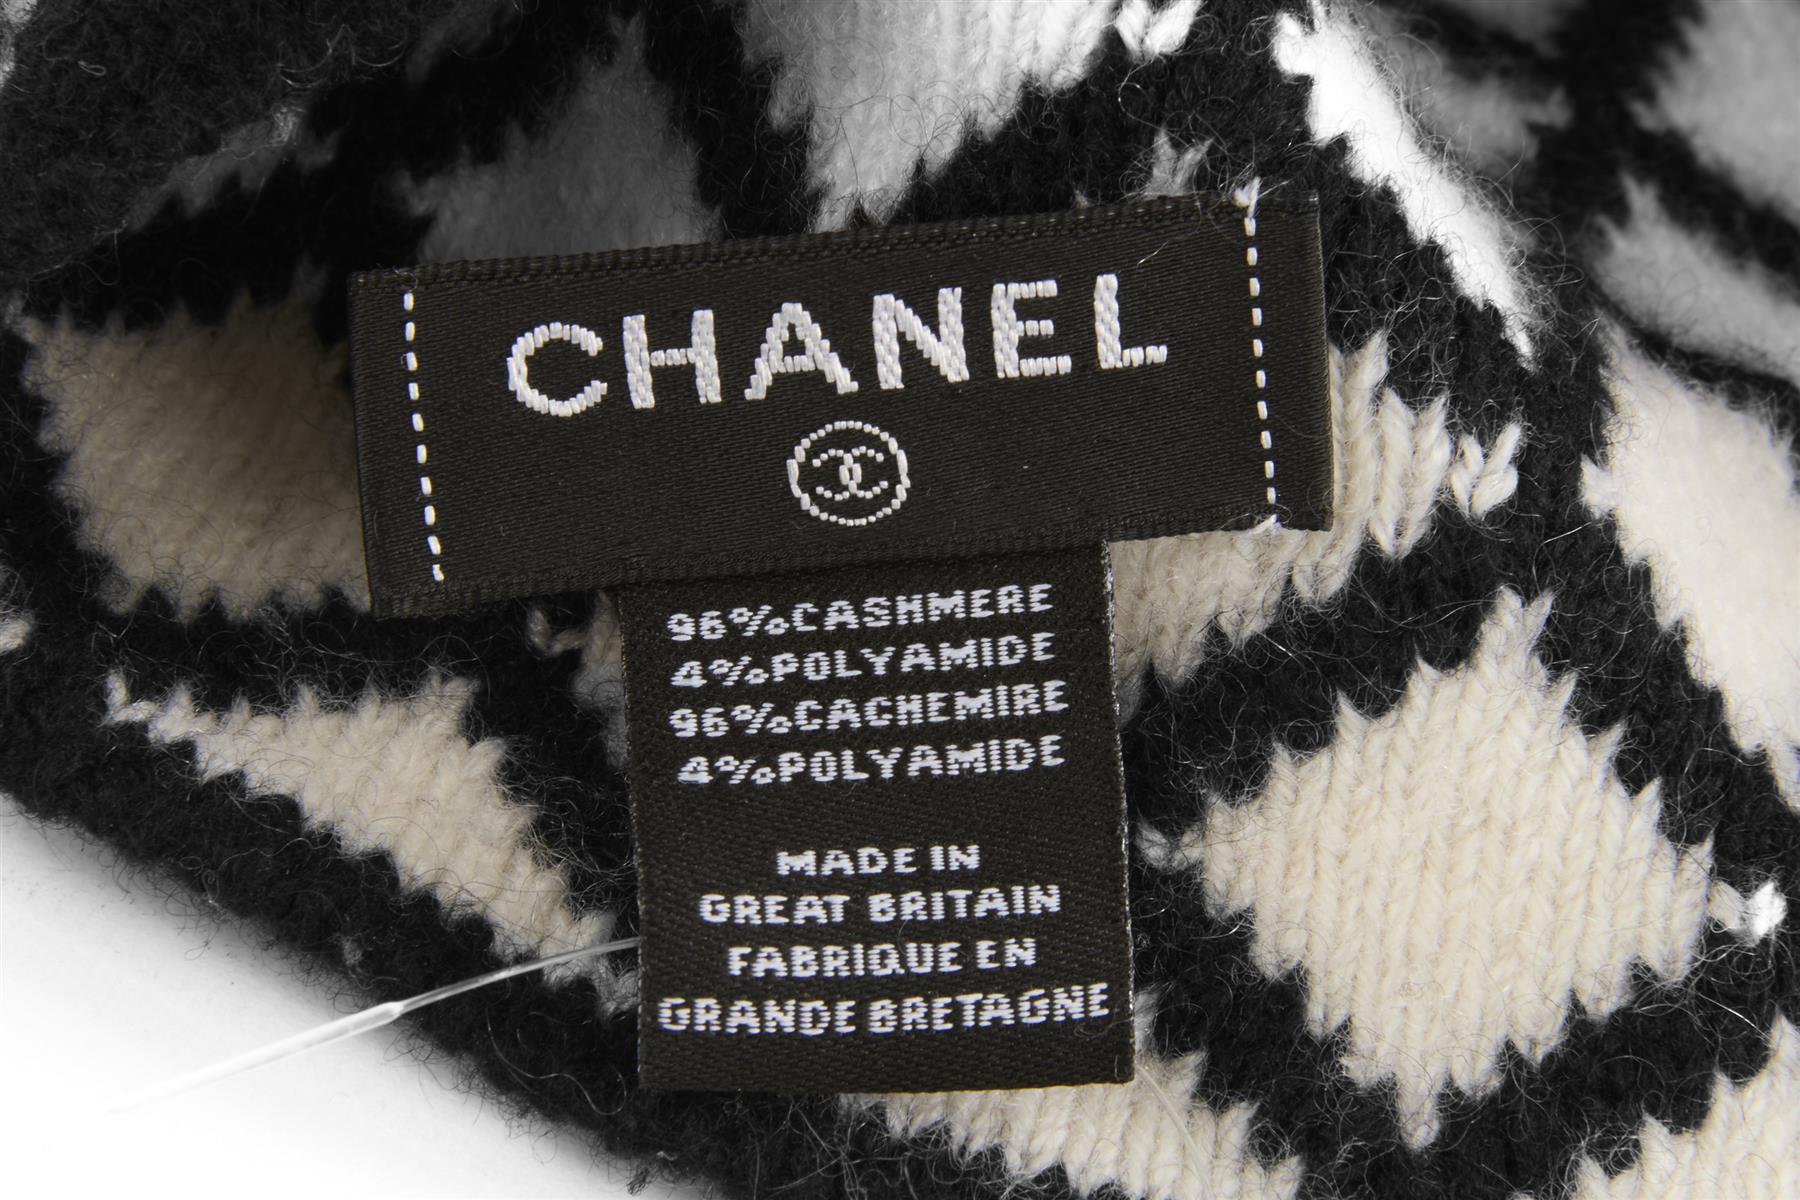 CHANEL
96%CASHMERE
4%POLYAMIDE
96%CACHEMIRE
4%POLYAMIDE
MADE IN
GREAT BRITAIN
FABRIQUE EN
GRANDE BRETAGNE